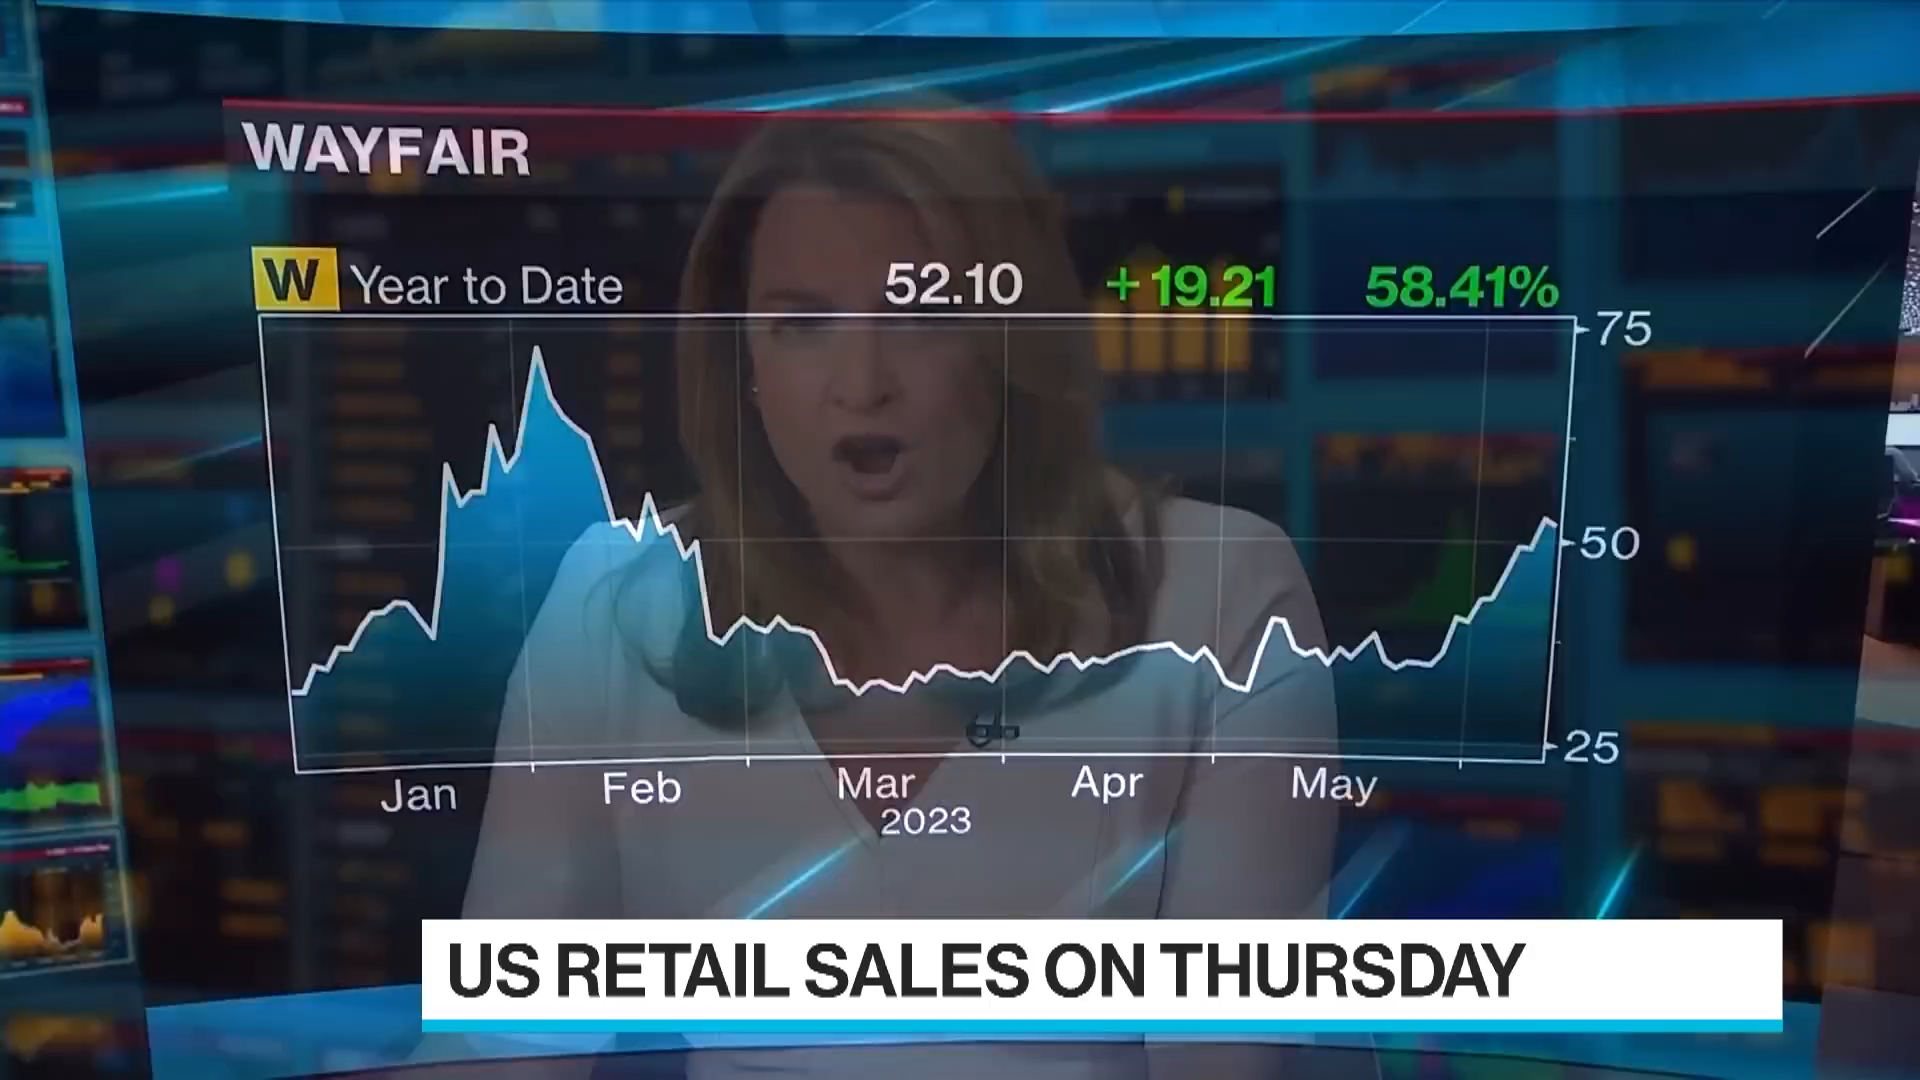 WAYFAIR
W Year to Date 52.10 +19.21 58.41%
75
50
25
Jan Feb Mar Apr May
2023
US RETAIL SALES ON THURSDAY